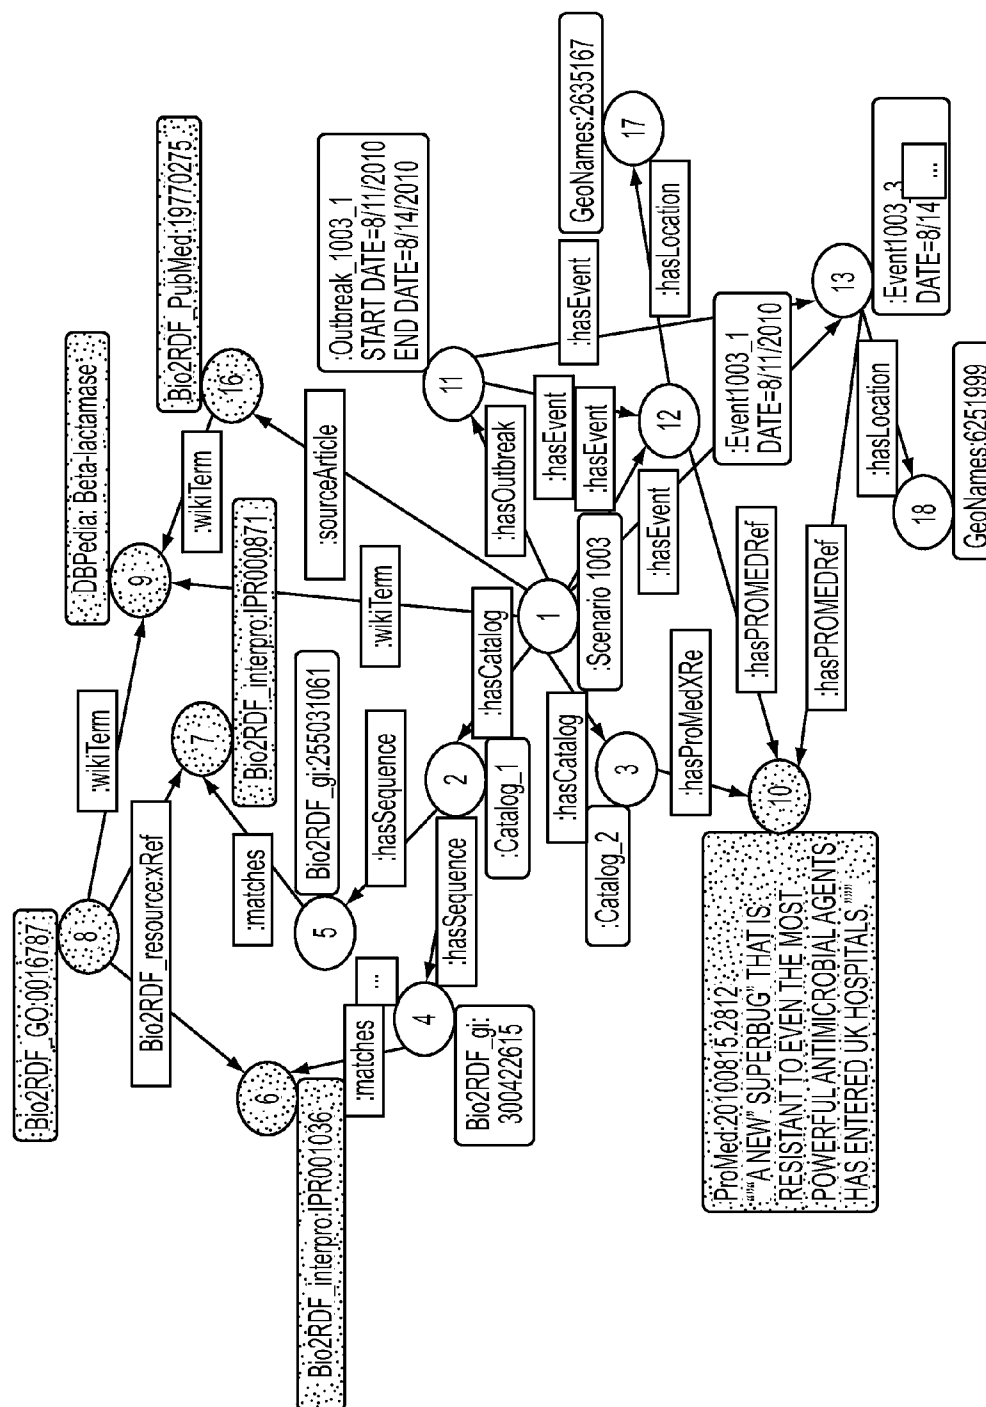 :Bio2RDF_GO:0016787
8
Bio2RDF_resource:xRef
:wikiTerm
DBPedia: Beta-lactamase
9
:wikiTerm
Bio2RDF_PubMed:19770275
16
7
Bio2RDF_interpro:IPR000871
6
Bio2RDF_interpro:IPR001036
:matches
...
:matches
4
Bio2RDF_gi:
300422615
5
Bio2RDF_gi:255031061
:hasSequence
:hasSequence
2
:Catalog_1
:hasCatalog
:wikiTerm
:sourceArticle
:Outbreak_1003_1
START DATE=8/11/2010
END DATE=8/14/2010
11
:hasOutbreak
1
:Scenario 1003
:hasCatalog
3
:Catalog_2
:hasProMedXRe
:hasEvent
:hasEvent
:hasEvent
:hasEvent
12
:Event1003_1
DATE=8/11/2010
GeoNames:2635167
17
:hasLocation
13
:Event1003_3
DATE=8/14
...
:hasLocation
18
GeoNames:6251999
:hasPROMEDRef
:hasPROMEDRef
10
ProMed:20100815.2812
""“A NEW” SUPERBUG” THAT IS
RESISTANT TO EVEN THE MOST
POWERFUL ANTIMICROBIAL AGENTS
HAS ENTERED UK HOSPITALS. """